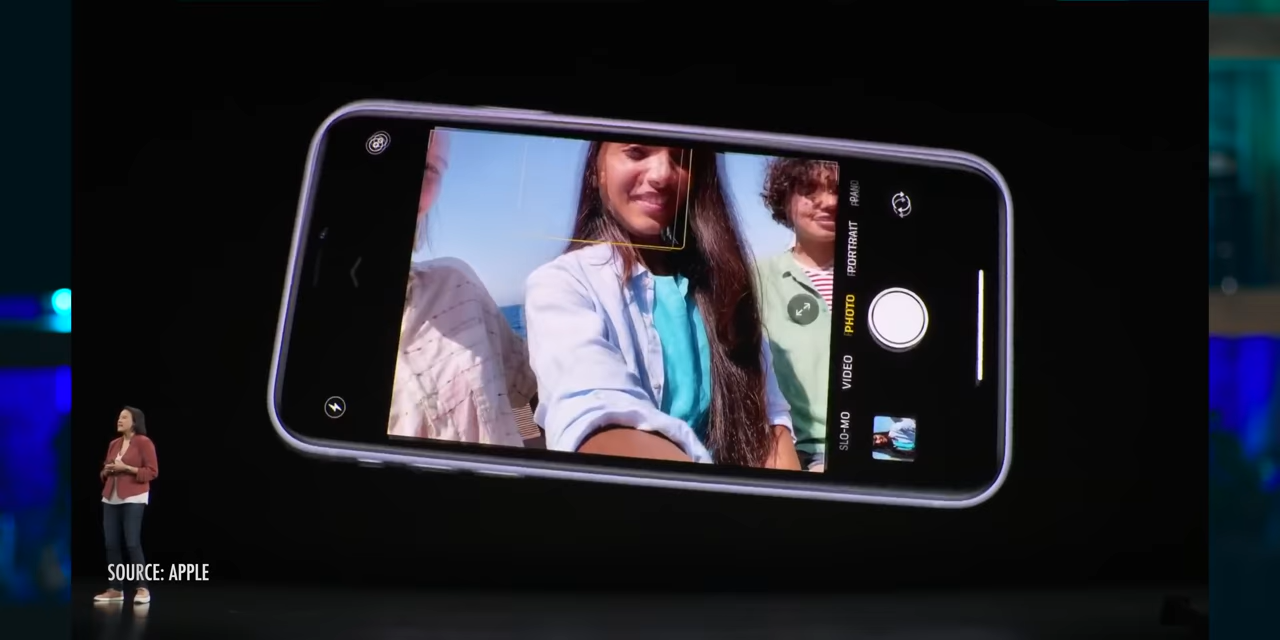 PANO
PORTRAIT
PHOTO
VIDEO
SLO-MO
SOURCE: APPLE